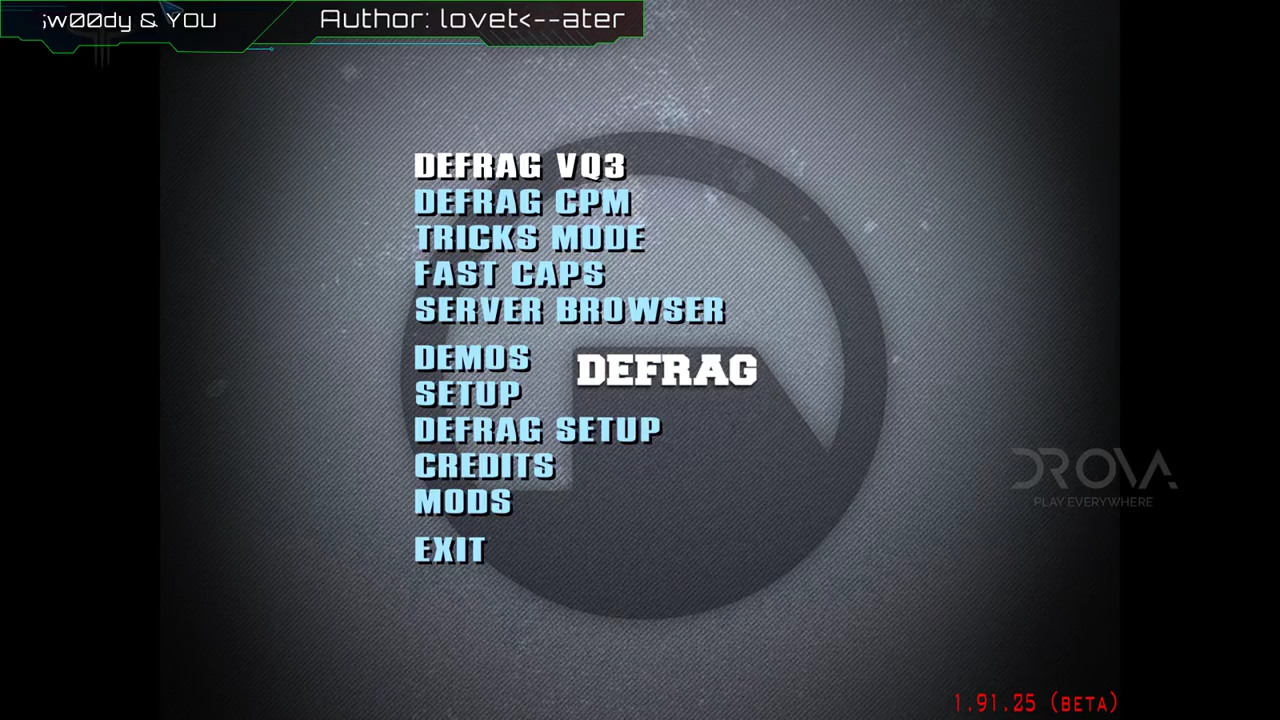 w00dy & YOU
Author: lovet<--ater
DEFRAG VQ3
DEFRAG CPM
TRICKS MODE
FAST CAPS
SERVER BROWSER
DEMOS
DEFRAG
SETUP
DEFRAG SETUP
CREDITS
MODS
EXIT
DROVA
PLAY EVERYWHERE
1.91.25 (BETA)